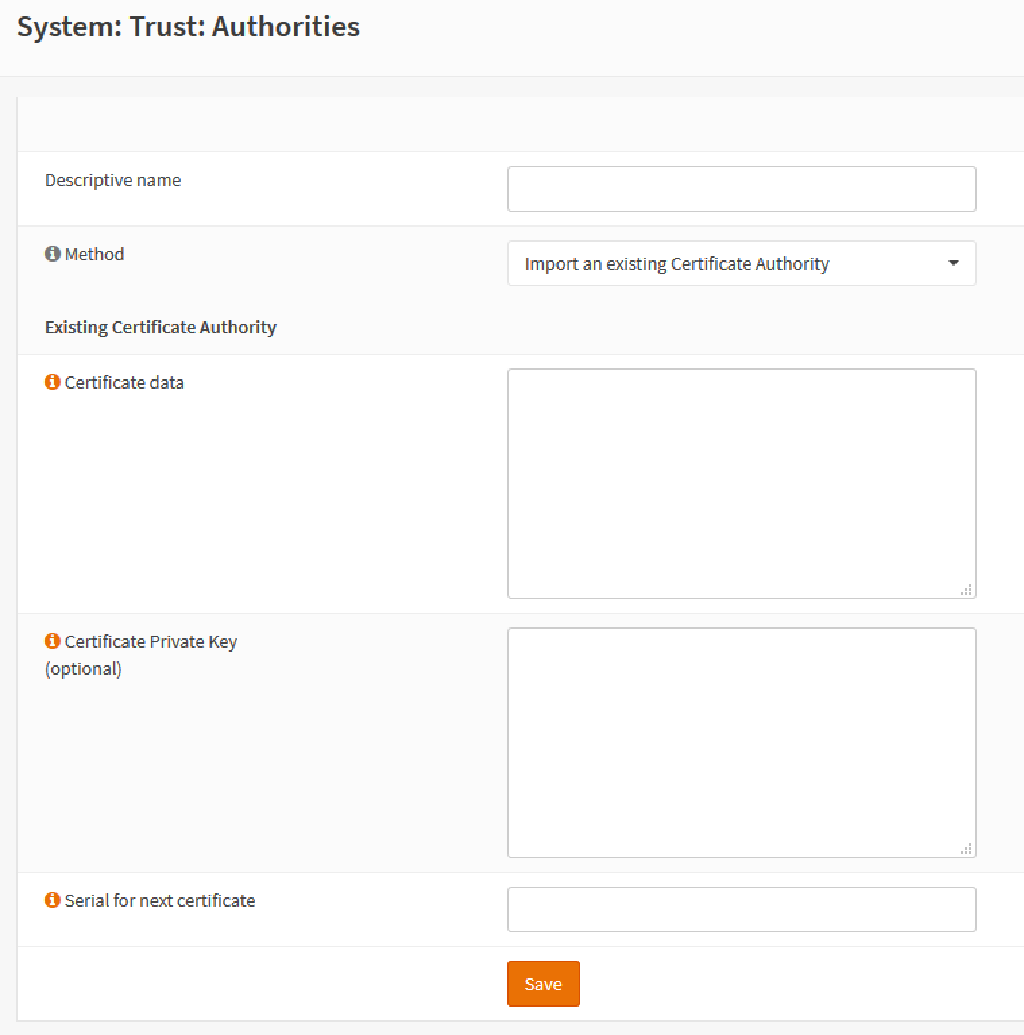 System: Trust: Authorities
Descriptive name
Method
Import an existing Certificate Authority
Existing Certificate Authority
Certificate data
Certificate Private Key
(optional)
Serial for next certificate
Save